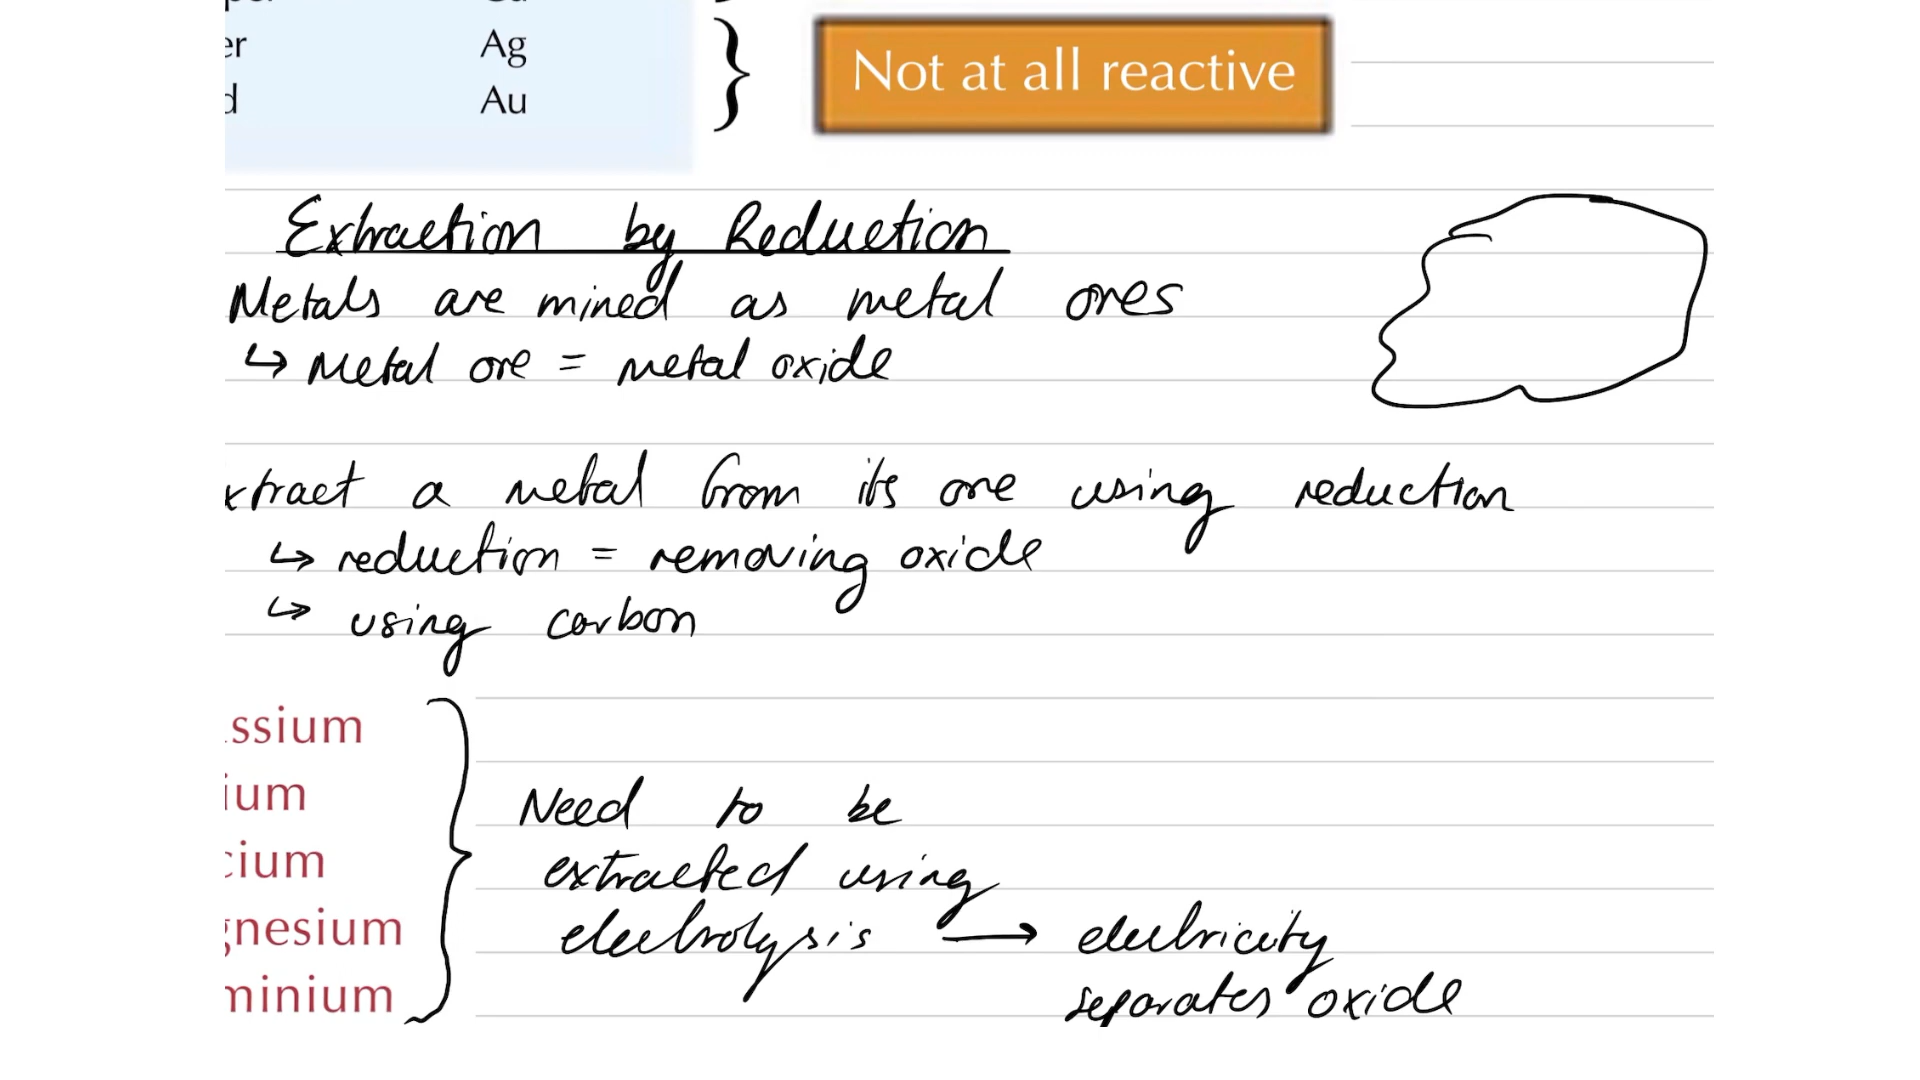 er Ag
d Au
Not at all reactive
Extraction by Reduction
Metals are mined as metal ores
↳ Metal ore = metal oxide
xtract a metal from its ore using reduction
↳ reduction = removing oxide
↳ using carbon
ssium
ium
cium
gnesium
minium
Need to be
extracted using
electrolysis → electricity
separates oxide